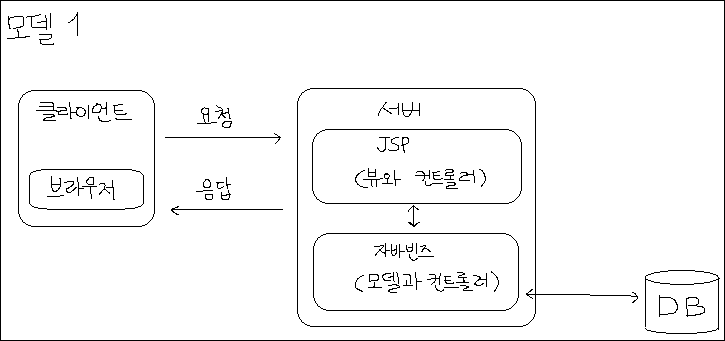 모델 1
클라이언트
브라우저
요청
응답
서버
JSP
(뷰와 컨트롤러)
자바빈즈
(모델과 컨트롤러)
DB